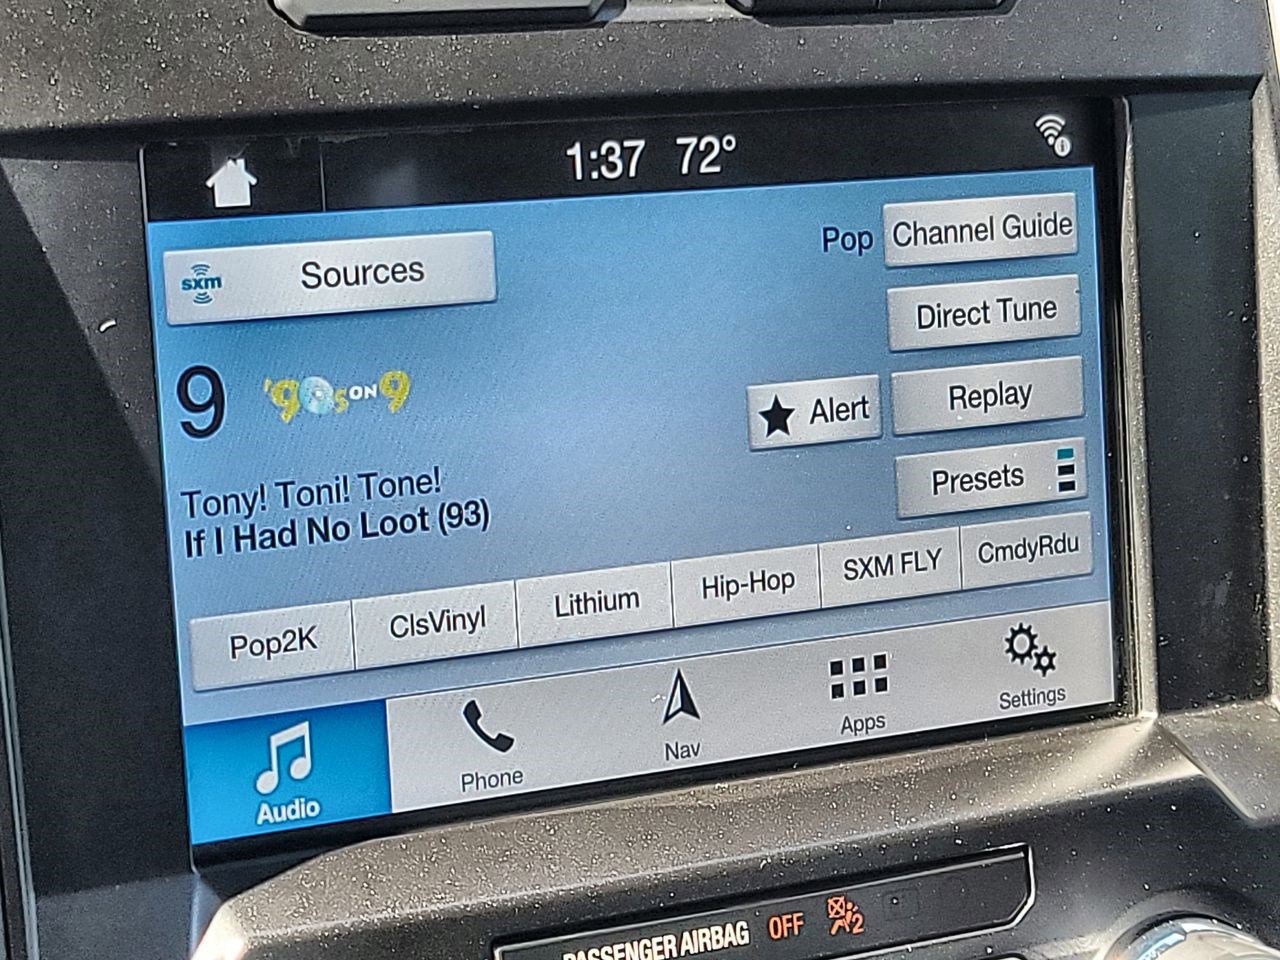 1:37 72°
sxm
Sources
Pop
Channel Guide
Direct Tune
9
'90s ON 9
Alert
Replay
Presets
Tony! Toni! Tone!
If I Had No Loot (93)
Pop2K
ClsVinyl
Lithium
Hip-Hop
SXM FLY
CmdyRdu
Audio
Phone
Nav
Apps
Settings
PASSENGER AIRBAG OFF
2